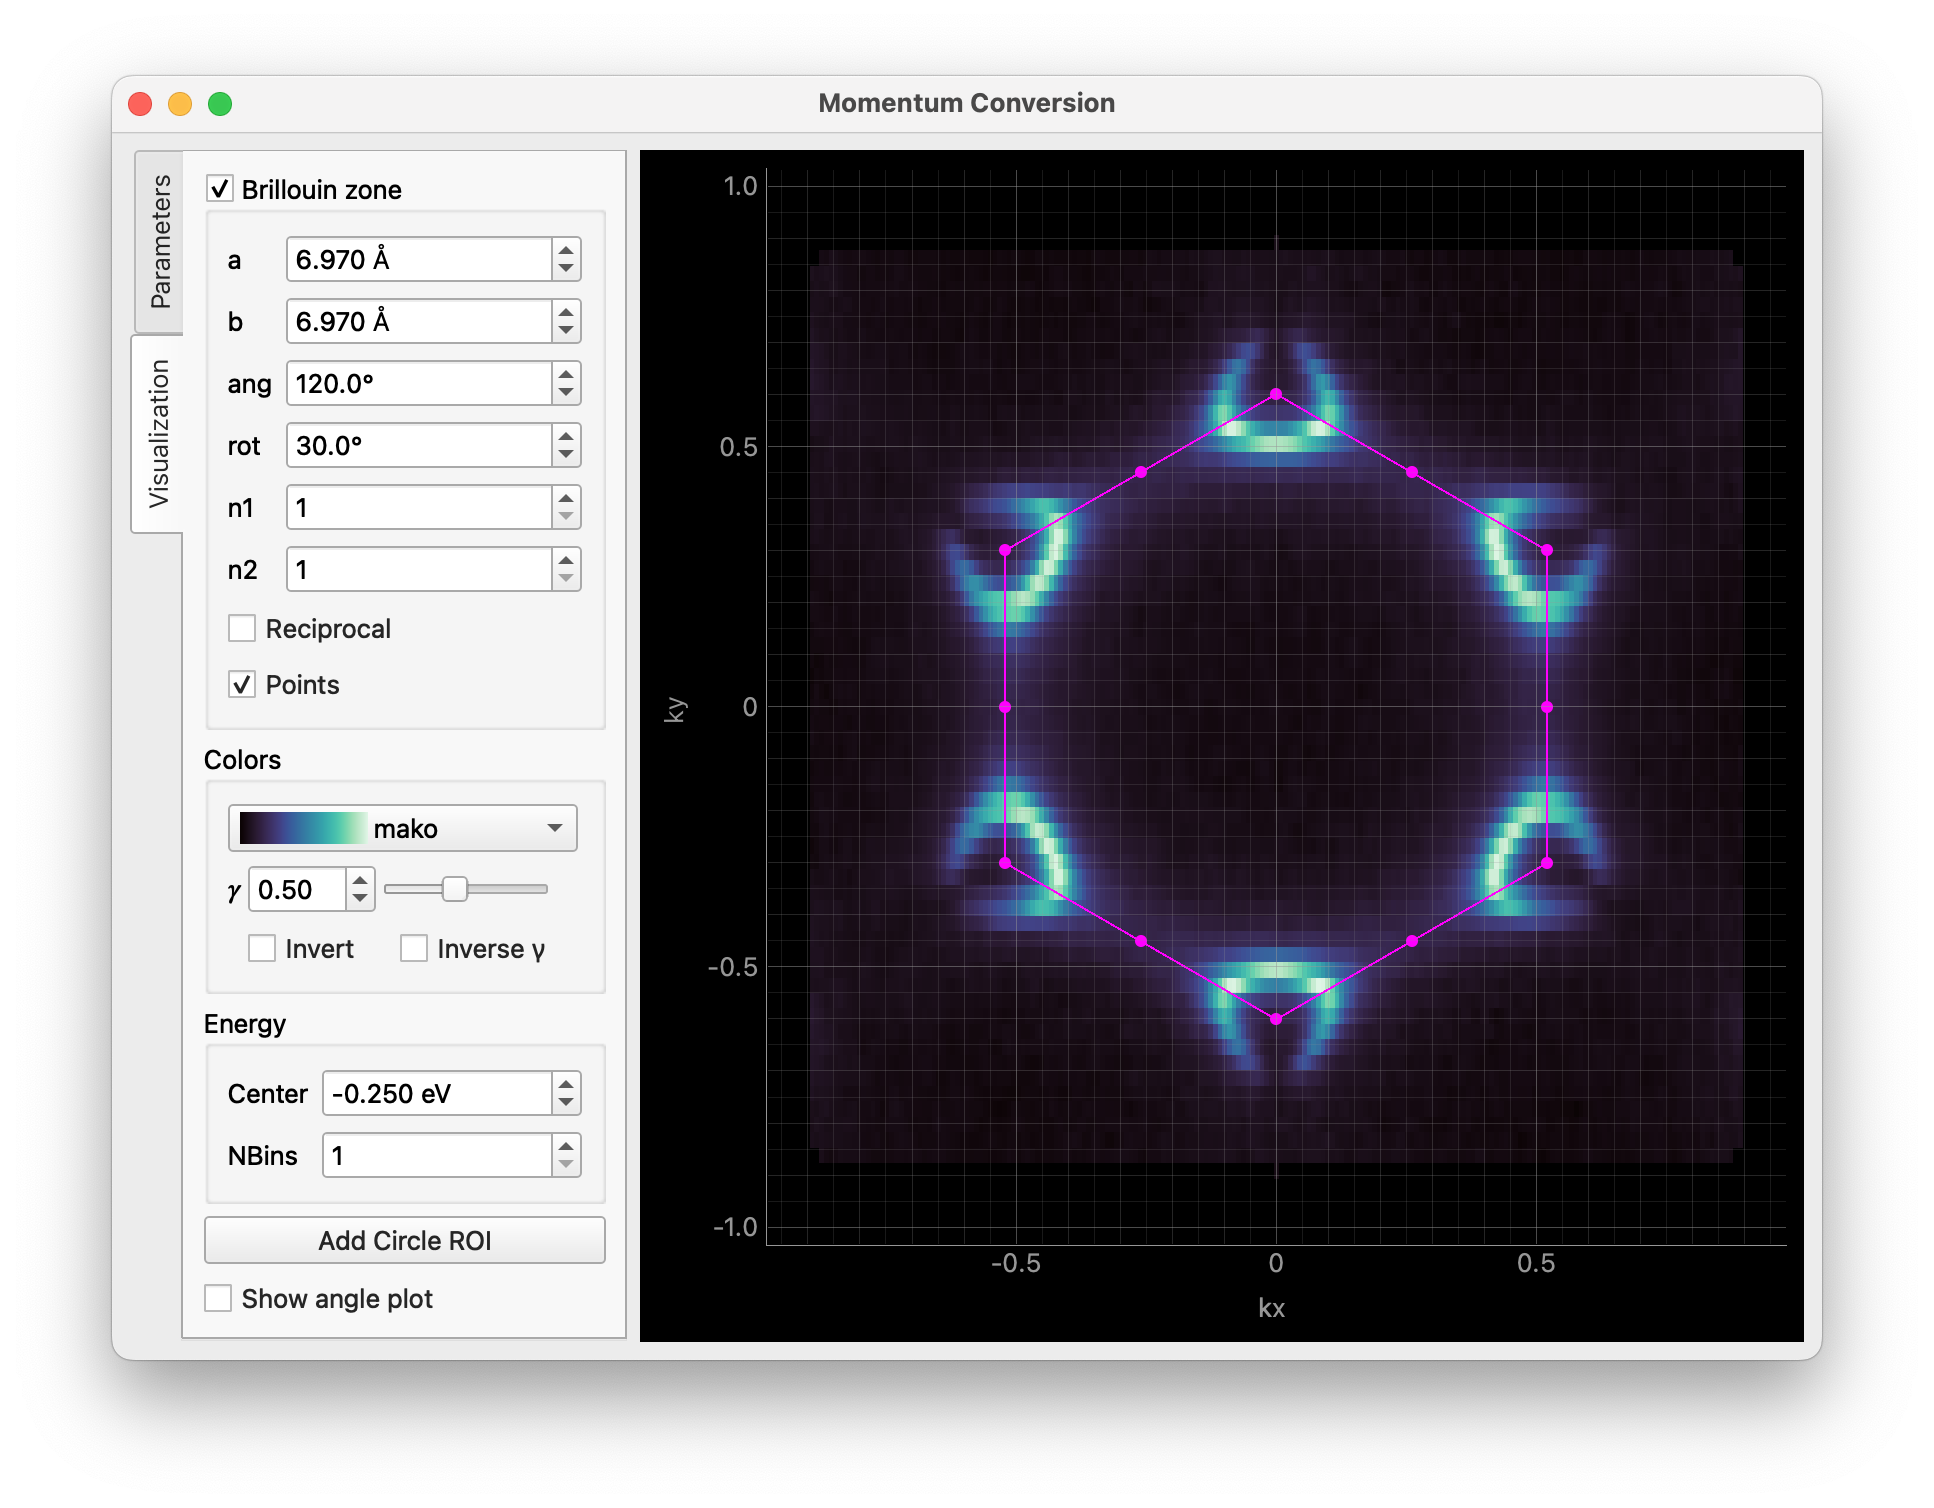 Momentum Conversion
Parameters
Visualization
Brillouin zone
a 6.970 Å
b 6.970 Å
ang 120.0°
rot 30.0°
n1 1
n2 1
Reciprocal
Points
Colors
mako
γ 0.50
Invert Inverse γ
Energy
Center -0.250 eV
NBins 1
Add Circle ROI
Show angle plot
1.0
0.5
0
-0.5
-1.0
ky
-0.5 0 0.5
kx